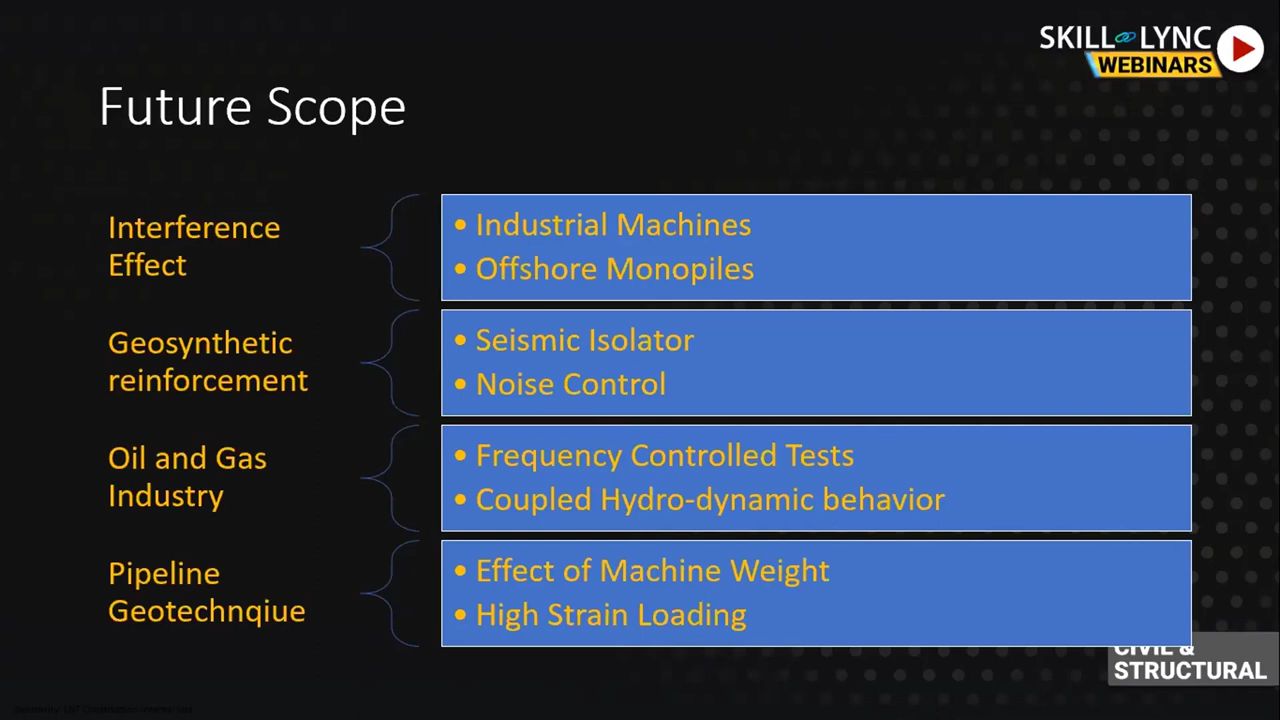 SKILL LYNC
WEBINARS
Future Scope
Interference
Effect
• Industrial Machines
• Offshore Monopiles
Geosynthetic
reinforcement
• Seismic Isolator
• Noise Control
Oil and Gas
Industry
• Frequency Controlled Tests
• Coupled Hydro-dynamic behavior
Pipeline
Geotechnqiue
• Effect of Machine Weight
• High Strain Loading
CIVIL &
STRUCTURAL